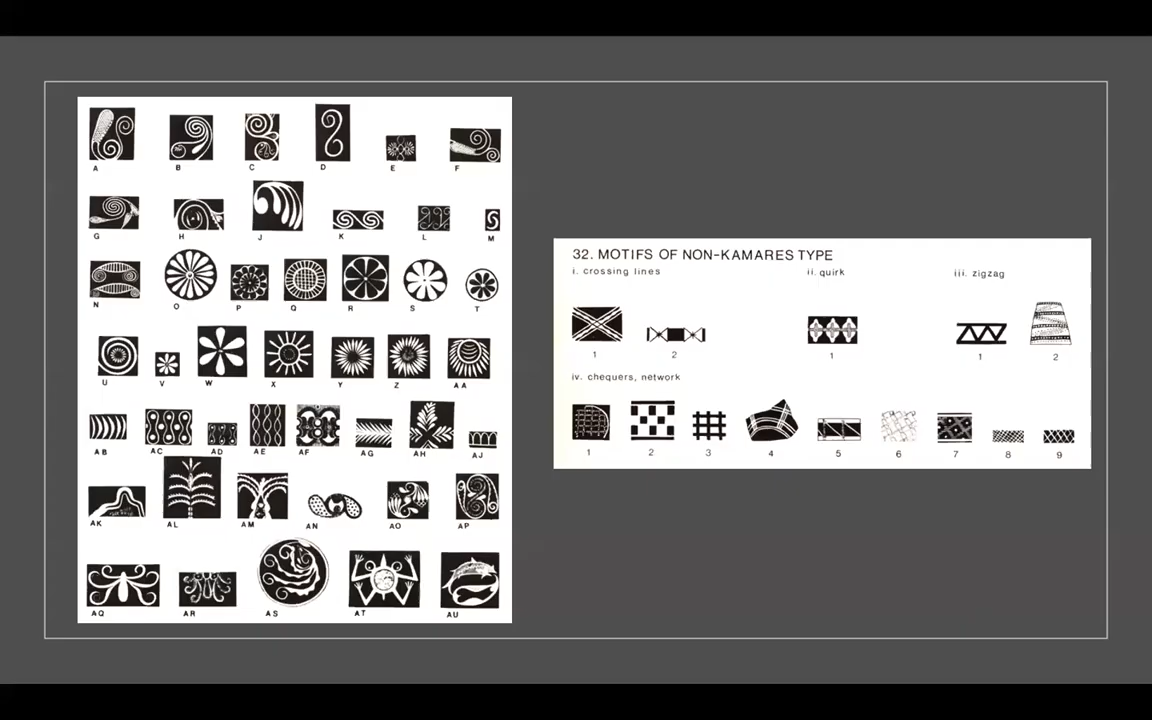 A B C D E F
G H J K L M
N O P Q R S T
U V W X Y Z AA
AB AC AD AE AF AG AH AJ
AK AL AM AN AO AP
AQ AR AS AT AU
32. MOTIFS OF NON-KAMARES TYPE
i. crossing lines ii. quirk iii. zigzag
1 2 1 1 2
iv. chequers, network
1 2 3 4 5 6 7 8 9